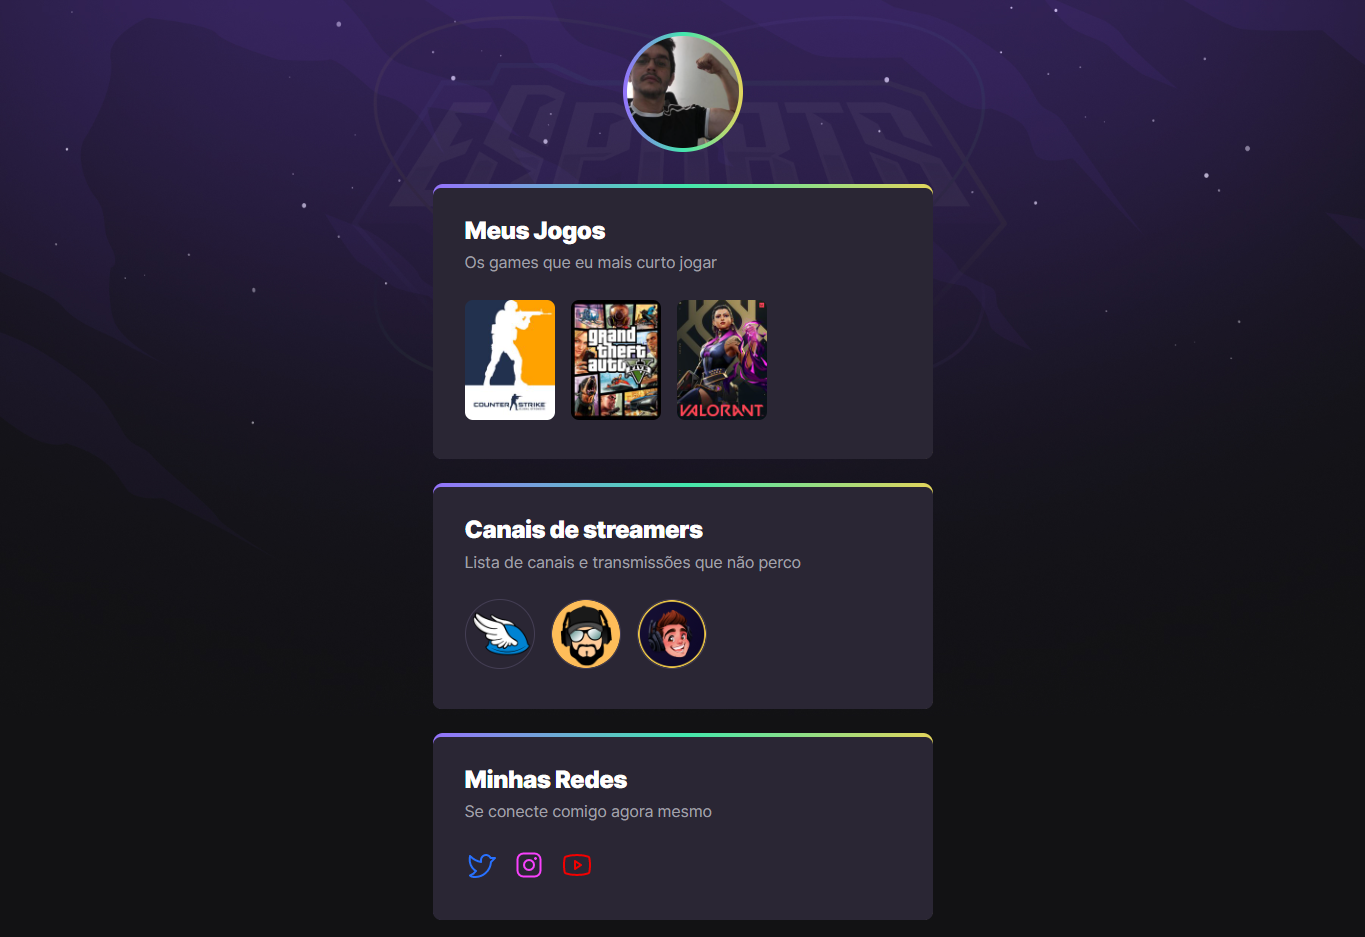 ESPORTS
Meus Jogos
Os games que eu mais curto jogar
COUNTER STRIKE
grand
theft
auto
FIVE
VALORANT
Canais de streamers
Lista de canais e transmissões que não perco
Minhas Redes
Se conecte comigo agora mesmo